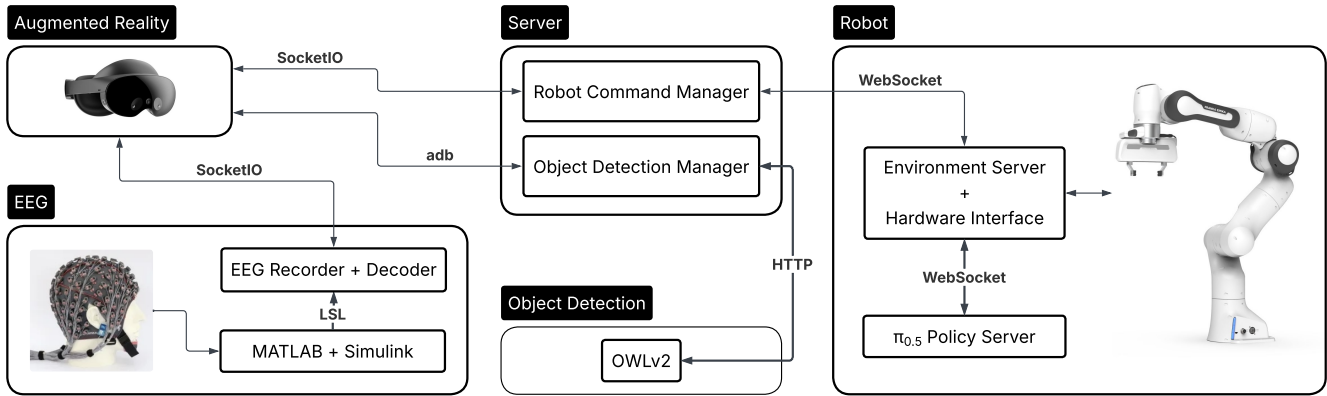 Augmented Reality
SocketIO
adb
SocketIO
EEG
EEG Recorder + Decoder
LSL
MATLAB + Simulink
Server
Robot Command Manager
Object Detection Manager
HTTP
Object Detection
OWLv2
Robot
WebSocket
Environment Server
+
Hardware Interface
WebSocket
π0.5 Policy Server